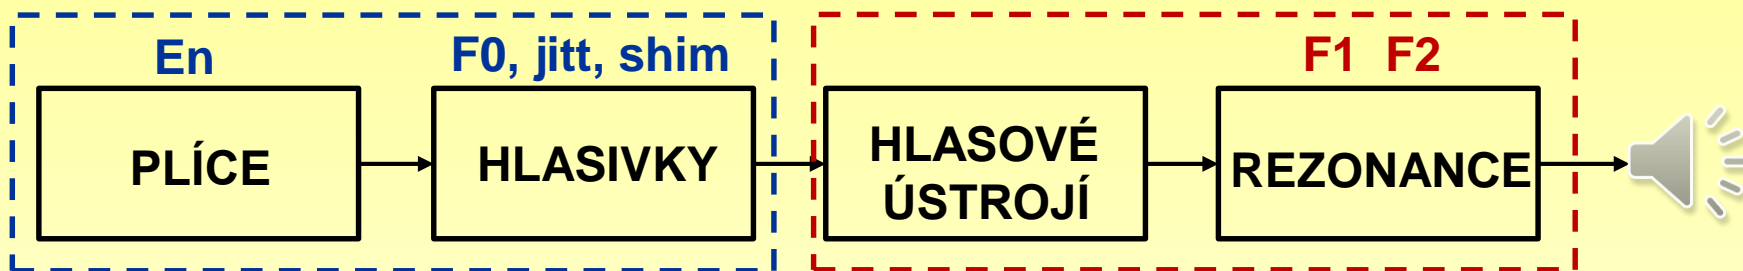 En
F0, jitt, shim
F1 F2
PLÍCE
HLASIVKY
HLASOVÉ
ÚSTROJÍ
REZONANCE